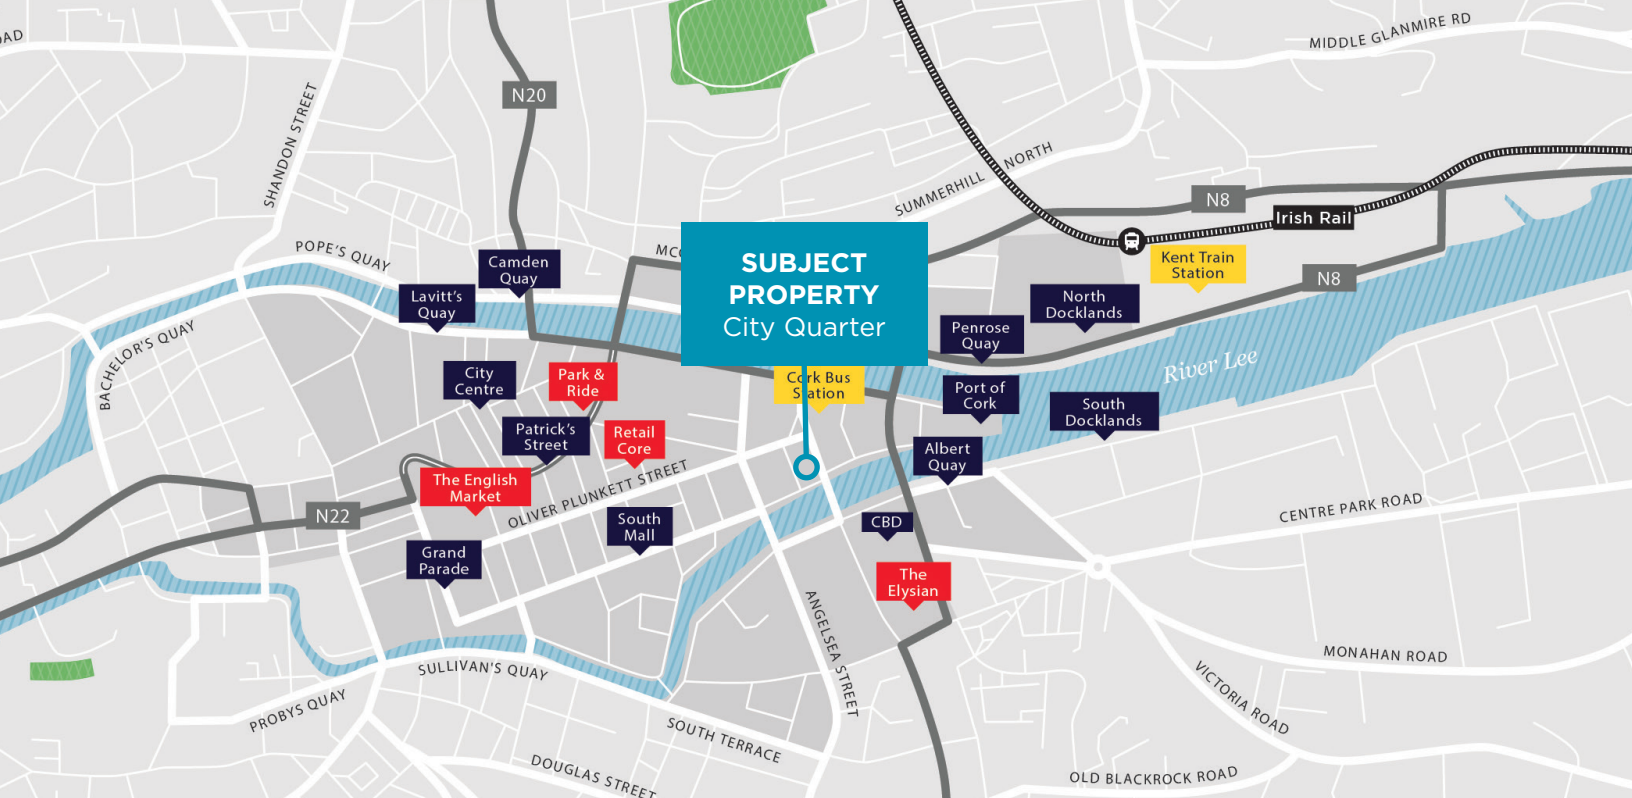 MIDDLE GLANMIRE RD
N20
SHANDON STREET
SUMMERHILL NORTH
N8
Irish Rail
POPE'S QUAY
Camden
Quay
SUBJECT
PROPERTY
City Quarter
Kent Train
Station
N8
Lavitt's
Quay
North
Docklands
BACHELOR'S QUAY
Penrose
Quay
River Lee
City
Centre
Park &
Ride
Cork Bus
Station
Port of
Cork
South
Docklands
Patrick's
Street
Retail
Core
Albert
Quay
The English
Market
OLIVER PLUNKETT STREET
N22
South
Mall
CBD
CENTRE PARK ROAD
Grand
Parade
The
Elysian
ANGELSEA STREET
SULLIVAN'S QUAY
MONAHAN ROAD
PROBYS QUAY
VICTORIA ROAD
SOUTH TERRACE
DOUGLAS STREET
OLD BLACKROCK ROAD